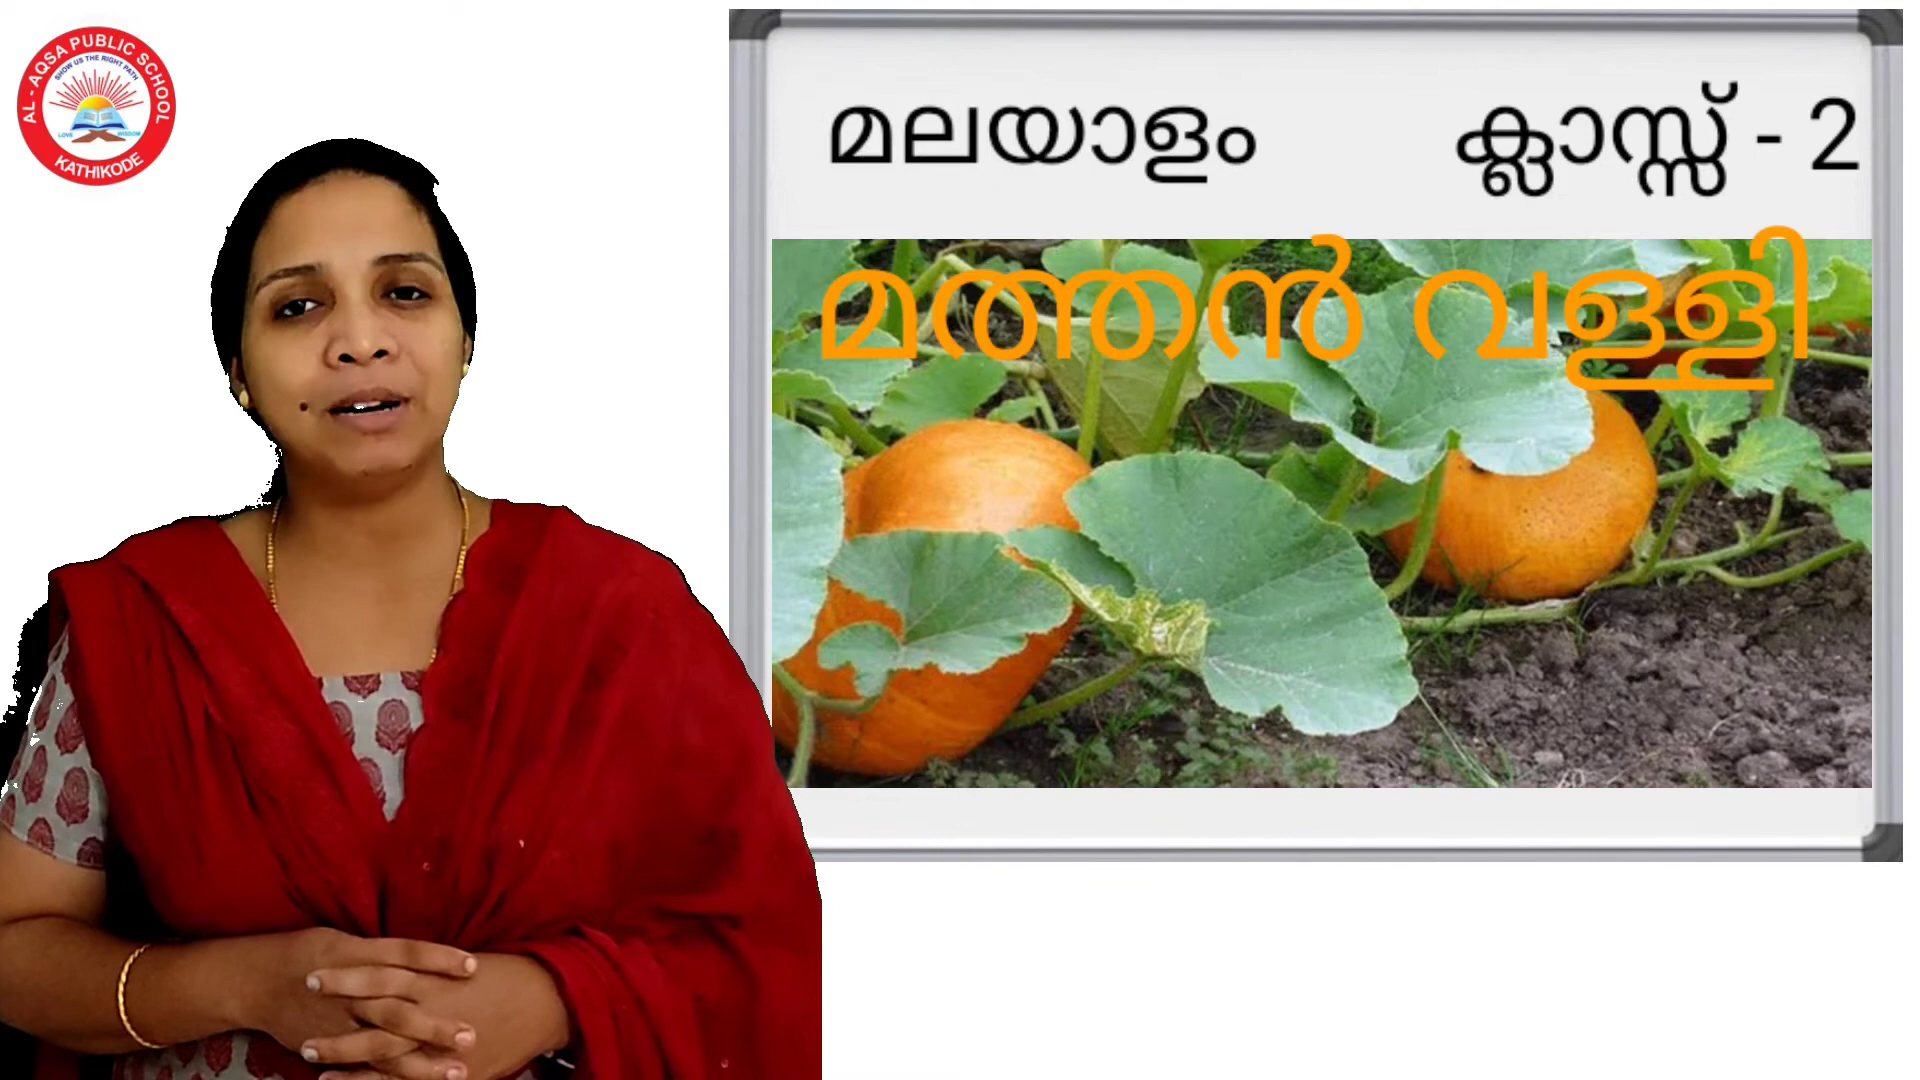 AL - AQSA PUBLIC SCHOOL
SHOW US THE RIGHT PATH
LOVE WISDOM
KATHIKODE
മലയാളം ക്ലാസ്സ് - 2
മത്തൻ വള്ളി